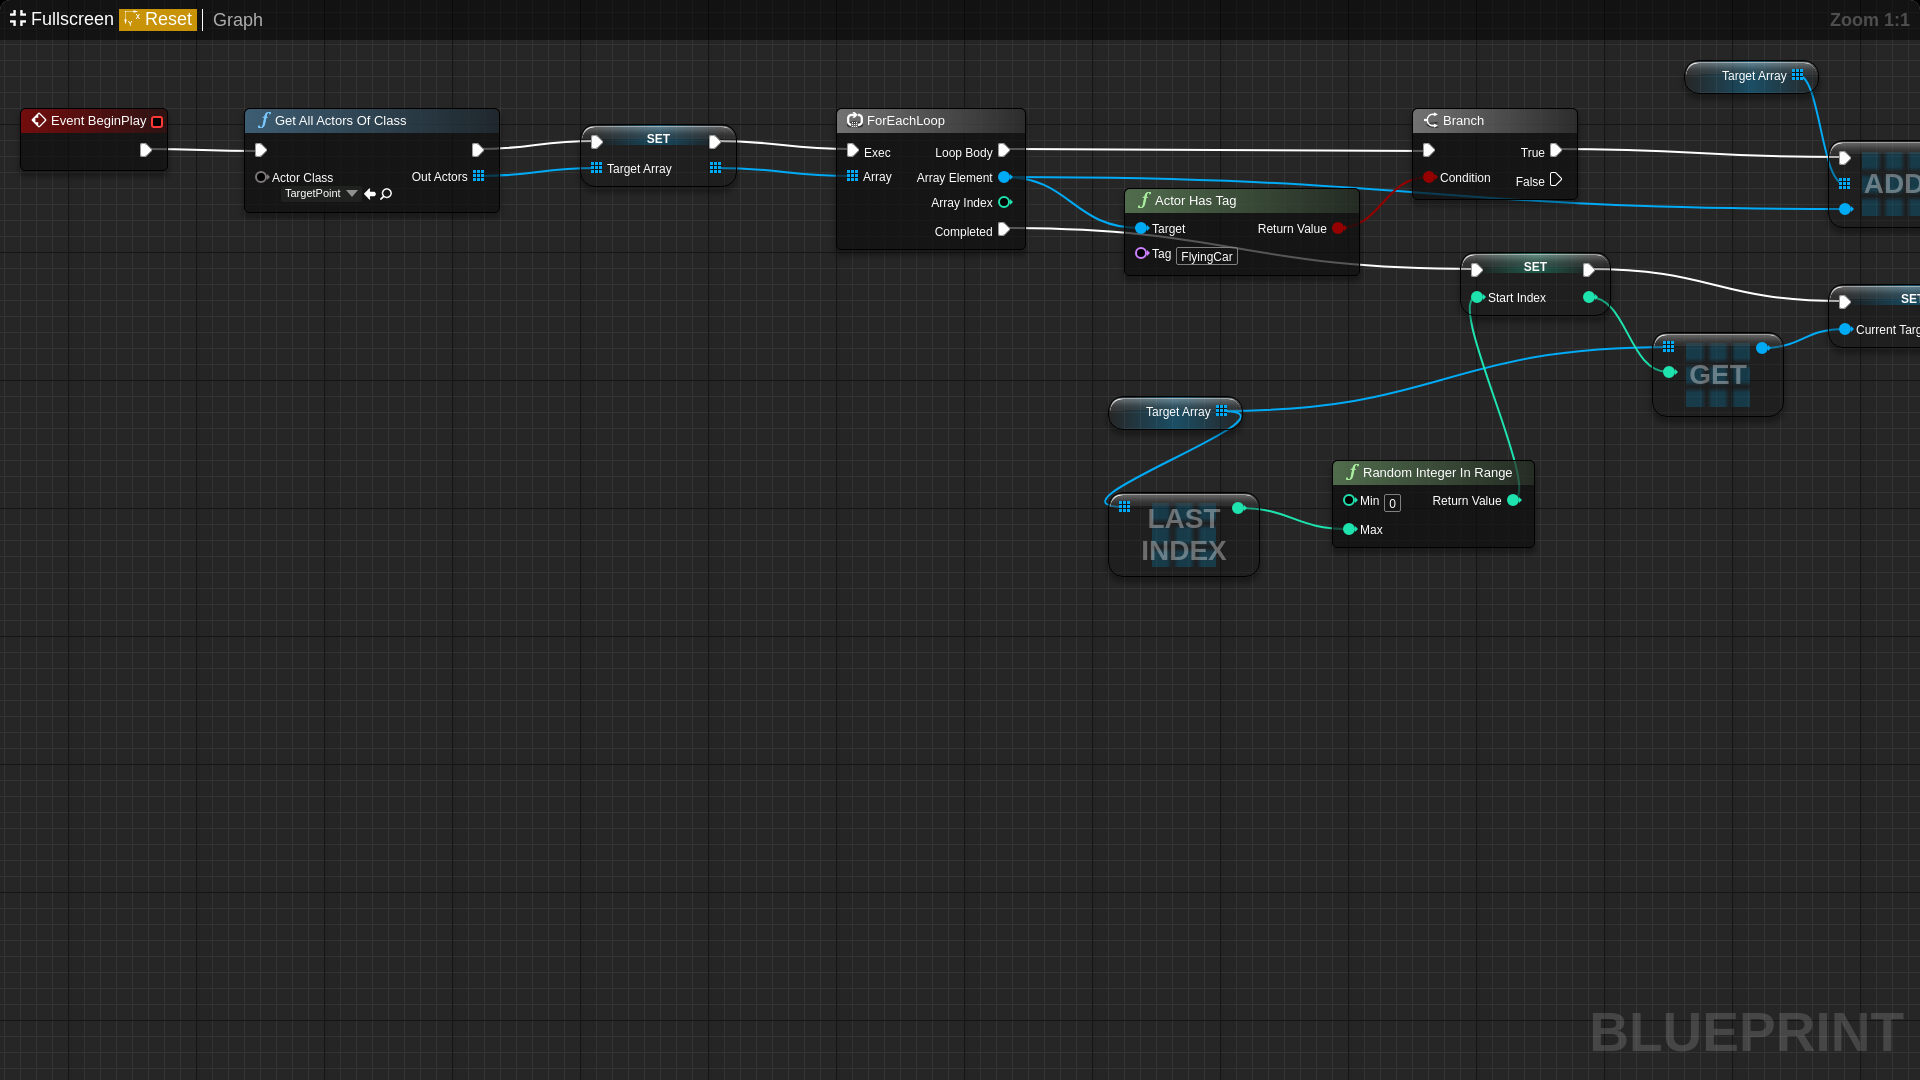 Fullscreen Reset Graph
Zoom 1:1
Event BeginPlay
Get All Actors Of Class
Actor Class
TargetPoint
Out Actors
SET
Target Array
ForEachLoop
Exec
Loop Body
Array
Array Element
Array Index
Completed
Actor Has Tag
Target
Return Value
Tag FlyingCar
Branch
True
Condition
False
Target Array
ADD
SET
Start Index
SET
Current Targ
GET
Target Array
LAST
INDEX
Random Integer In Range
Min 0
Return Value
Max
BLUEPRINT